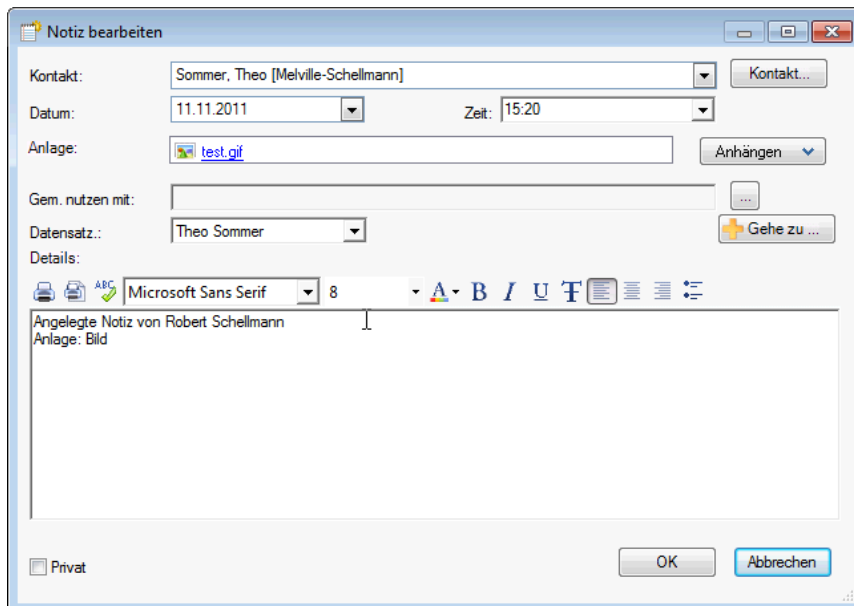 Notiz bearbeiten
Kontakt: Sommer, Theo [Melville-Schellmann] Kontakt...
Datum: 11.11.2011 Zeit: 15:20
Anlage: test.gif Anhängen
Gem. nutzen mit: ...
Datensatz.: Theo Sommer Gehe zu ...
Details:
ABC Microsoft Sans Serif 8 A B I U T
Angelegte Notiz von Robert Schellmann
Anlage: Bild
Privat OK Abbrechen